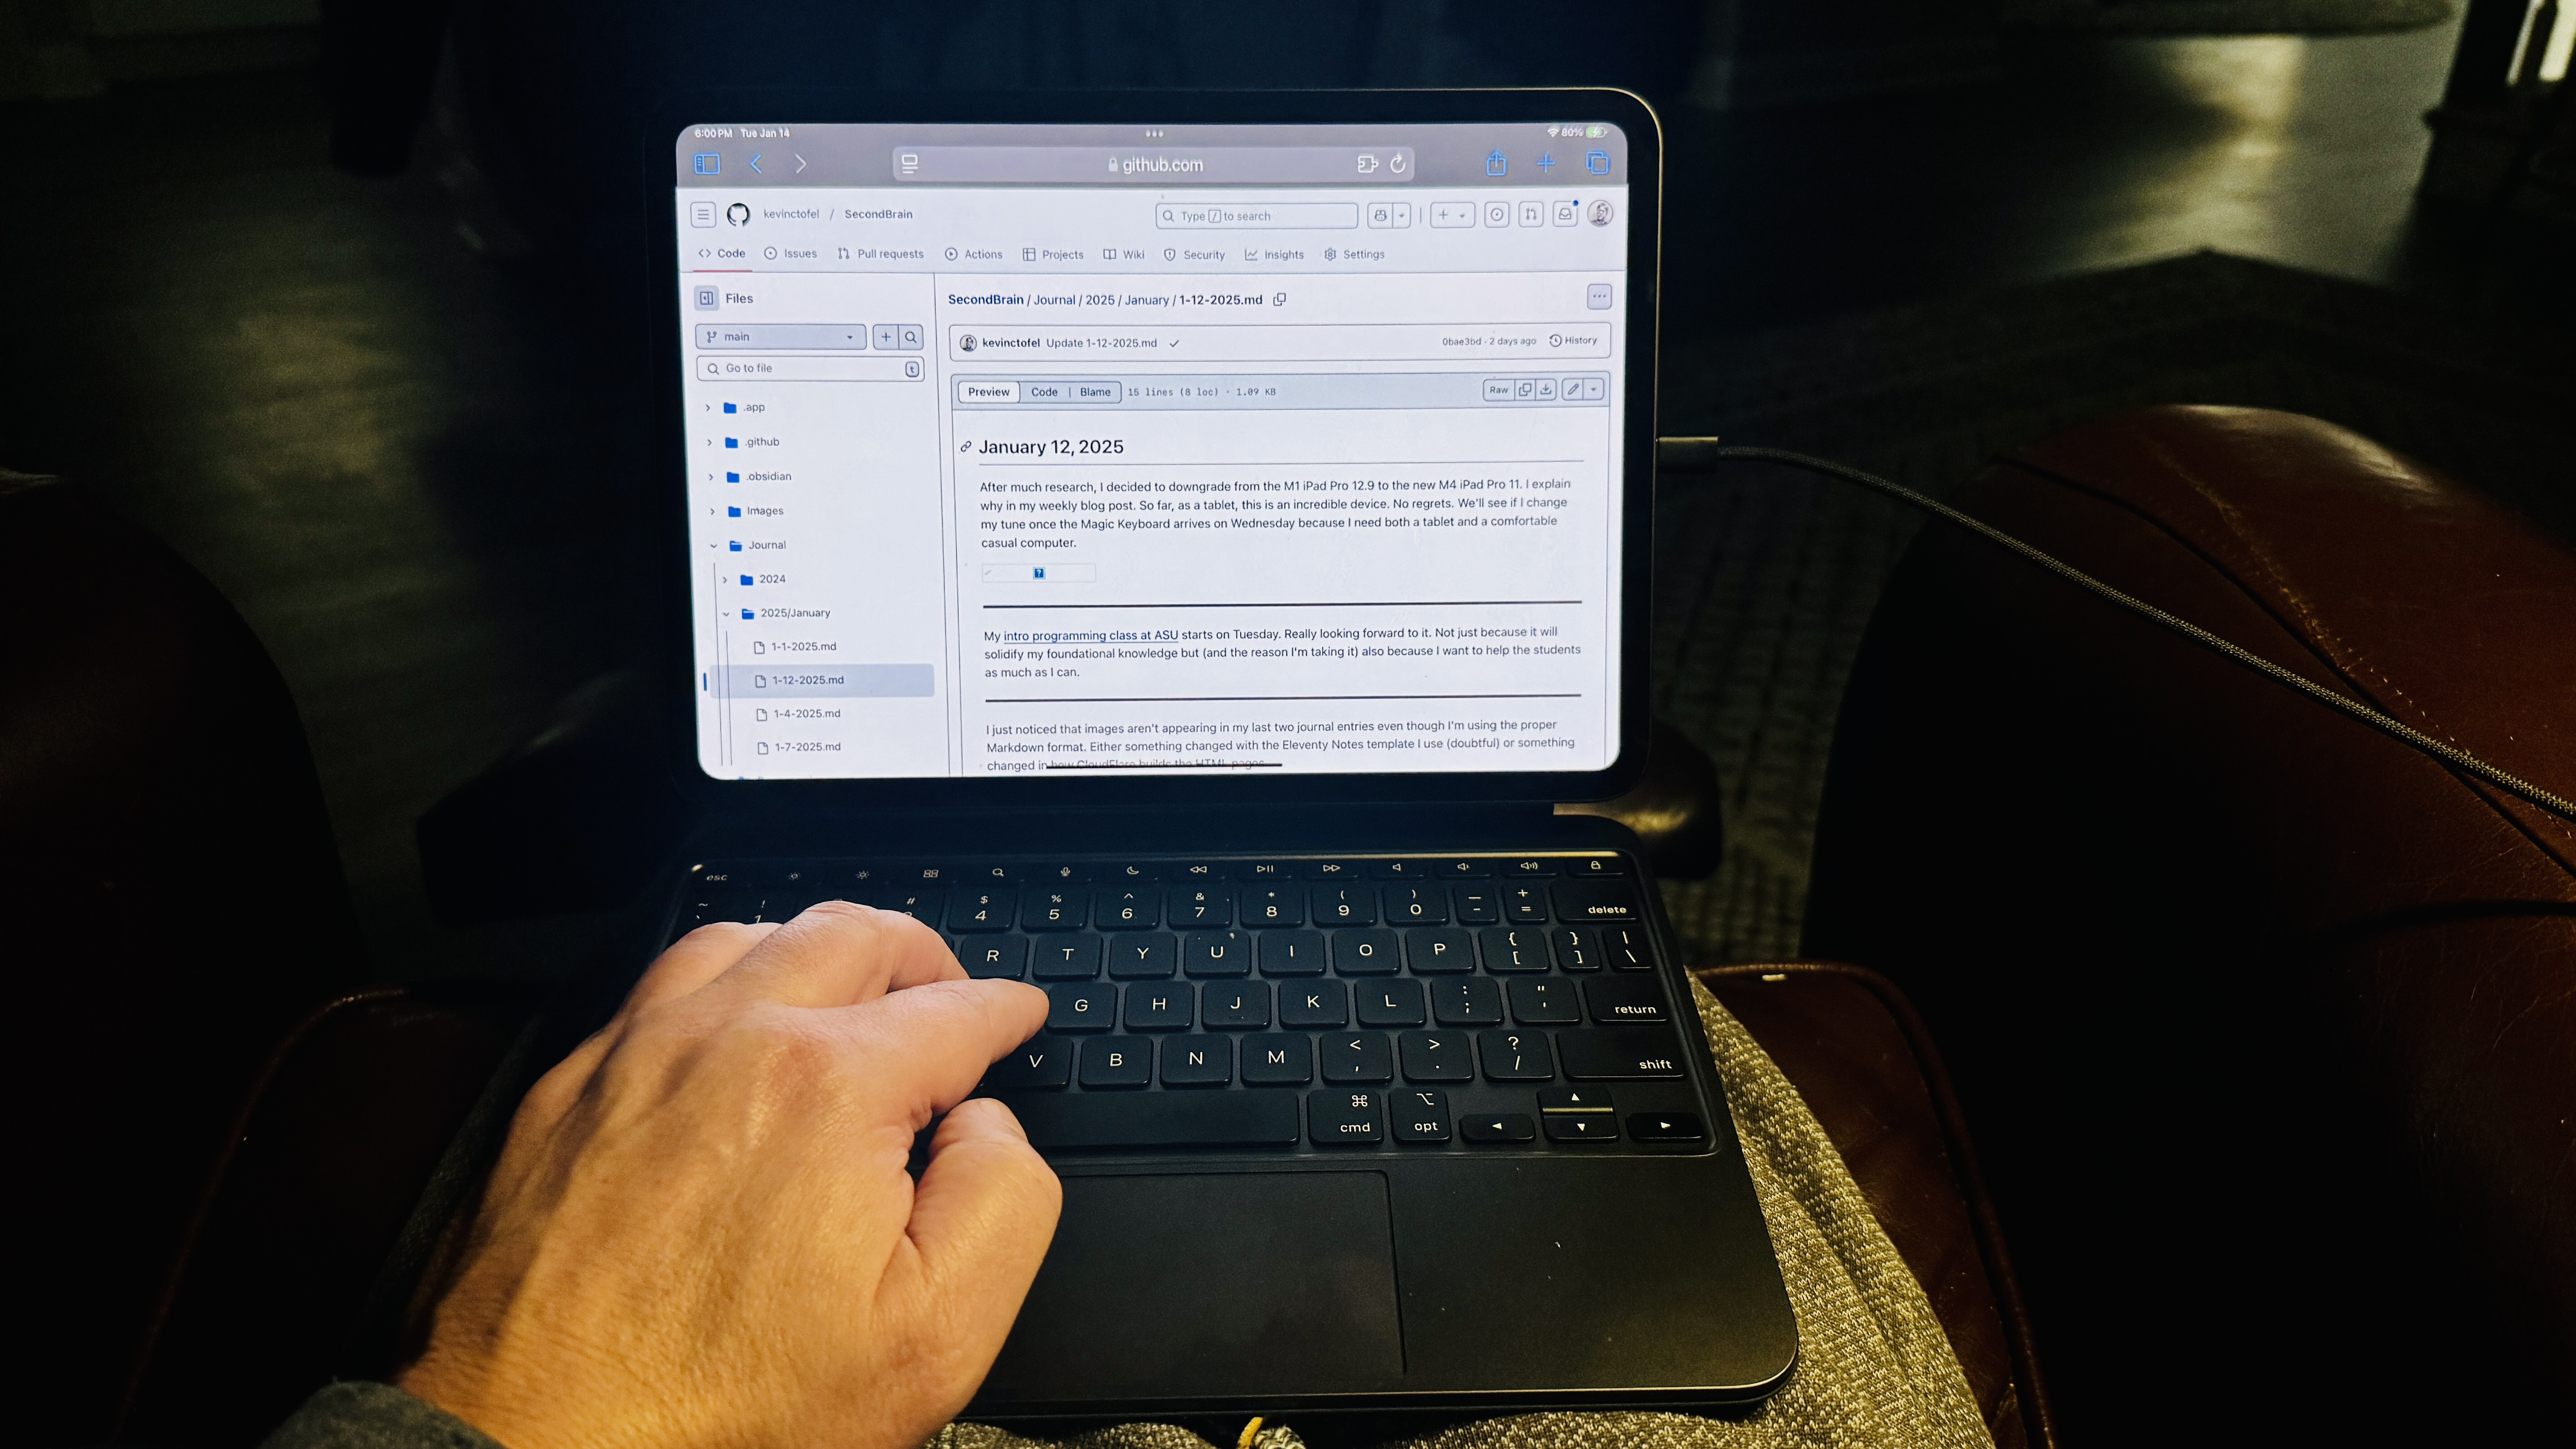 6:00 PM Tue Jan 14
80%
github.com
kevinctofel / SecondBrain
Type / to search
Code Issues Pull requests Actions Projects Wiki Security Insights Settings
Files
main
Go to file
t
.app
.github
.obsidian
Images
Journal
2024
2025/January
1-1-2025.md
1-12-2025.md
1-4-2025.md
1-7-2025.md
SecondBrain / Journal / 2025 / January / 1-12-2025.md
kevinctofel Update 1-12-2025.md
0bae3bd · 2 days ago History
Preview Code Blame 15 lines (8 loc) · 1.09 KB
Raw
January 12, 2025
After much research, I decided to downgrade from the M1 iPad Pro 12.9 to the new M4 iPad Pro 11. I explain
why in my weekly blog post. So far, as a tablet, this is an incredible device. No regrets. We'll see if I change
my tune once the Magic Keyboard arrives on Wednesday because I need both a tablet and a comfortable
casual computer.
?
My intro programming class at ASU starts on Tuesday. Really looking forward to it. Not just because it will
solidify my foundational knowledge but (and the reason I'm taking it) also because I want to help the students
as much as I can.
I just noticed that images aren't appearing in my last two journal entries even though I'm using the proper
Markdown format. Either something changed with the Eleventy Notes template I use (doubtful) or something
changed in how CloudFlare builds the HTML pages.
esc
~ ! # $ % ^ & * ( ) — +
` 1 4 5 6 7 8 9 0 - = delete
R T Y U I O P { [ } ] | \
G H J K L : ; " ' return
V B N M < , > . ? / shift
⌘ ⌥
cmd opt ◀ ▲ ▼ ▶